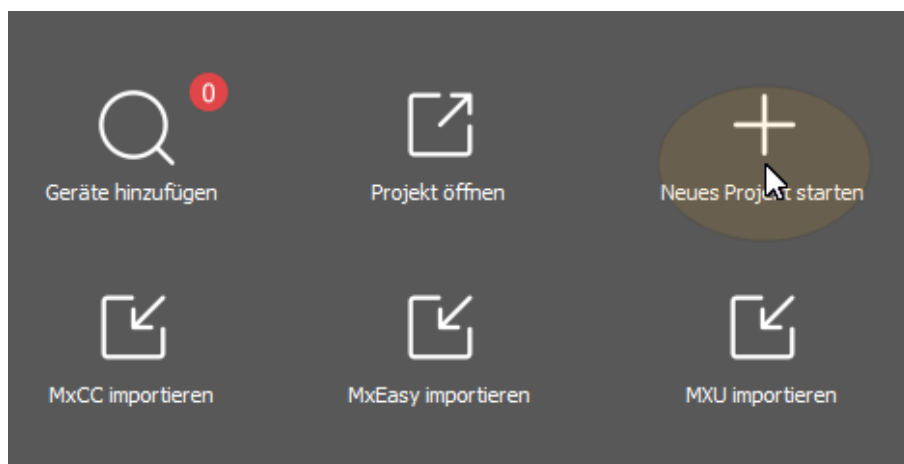 0
Geräte hinzufügen
Projekt öffnen
Neues Projekt starten
MxCC importieren
MxEasy importieren
MXU importieren